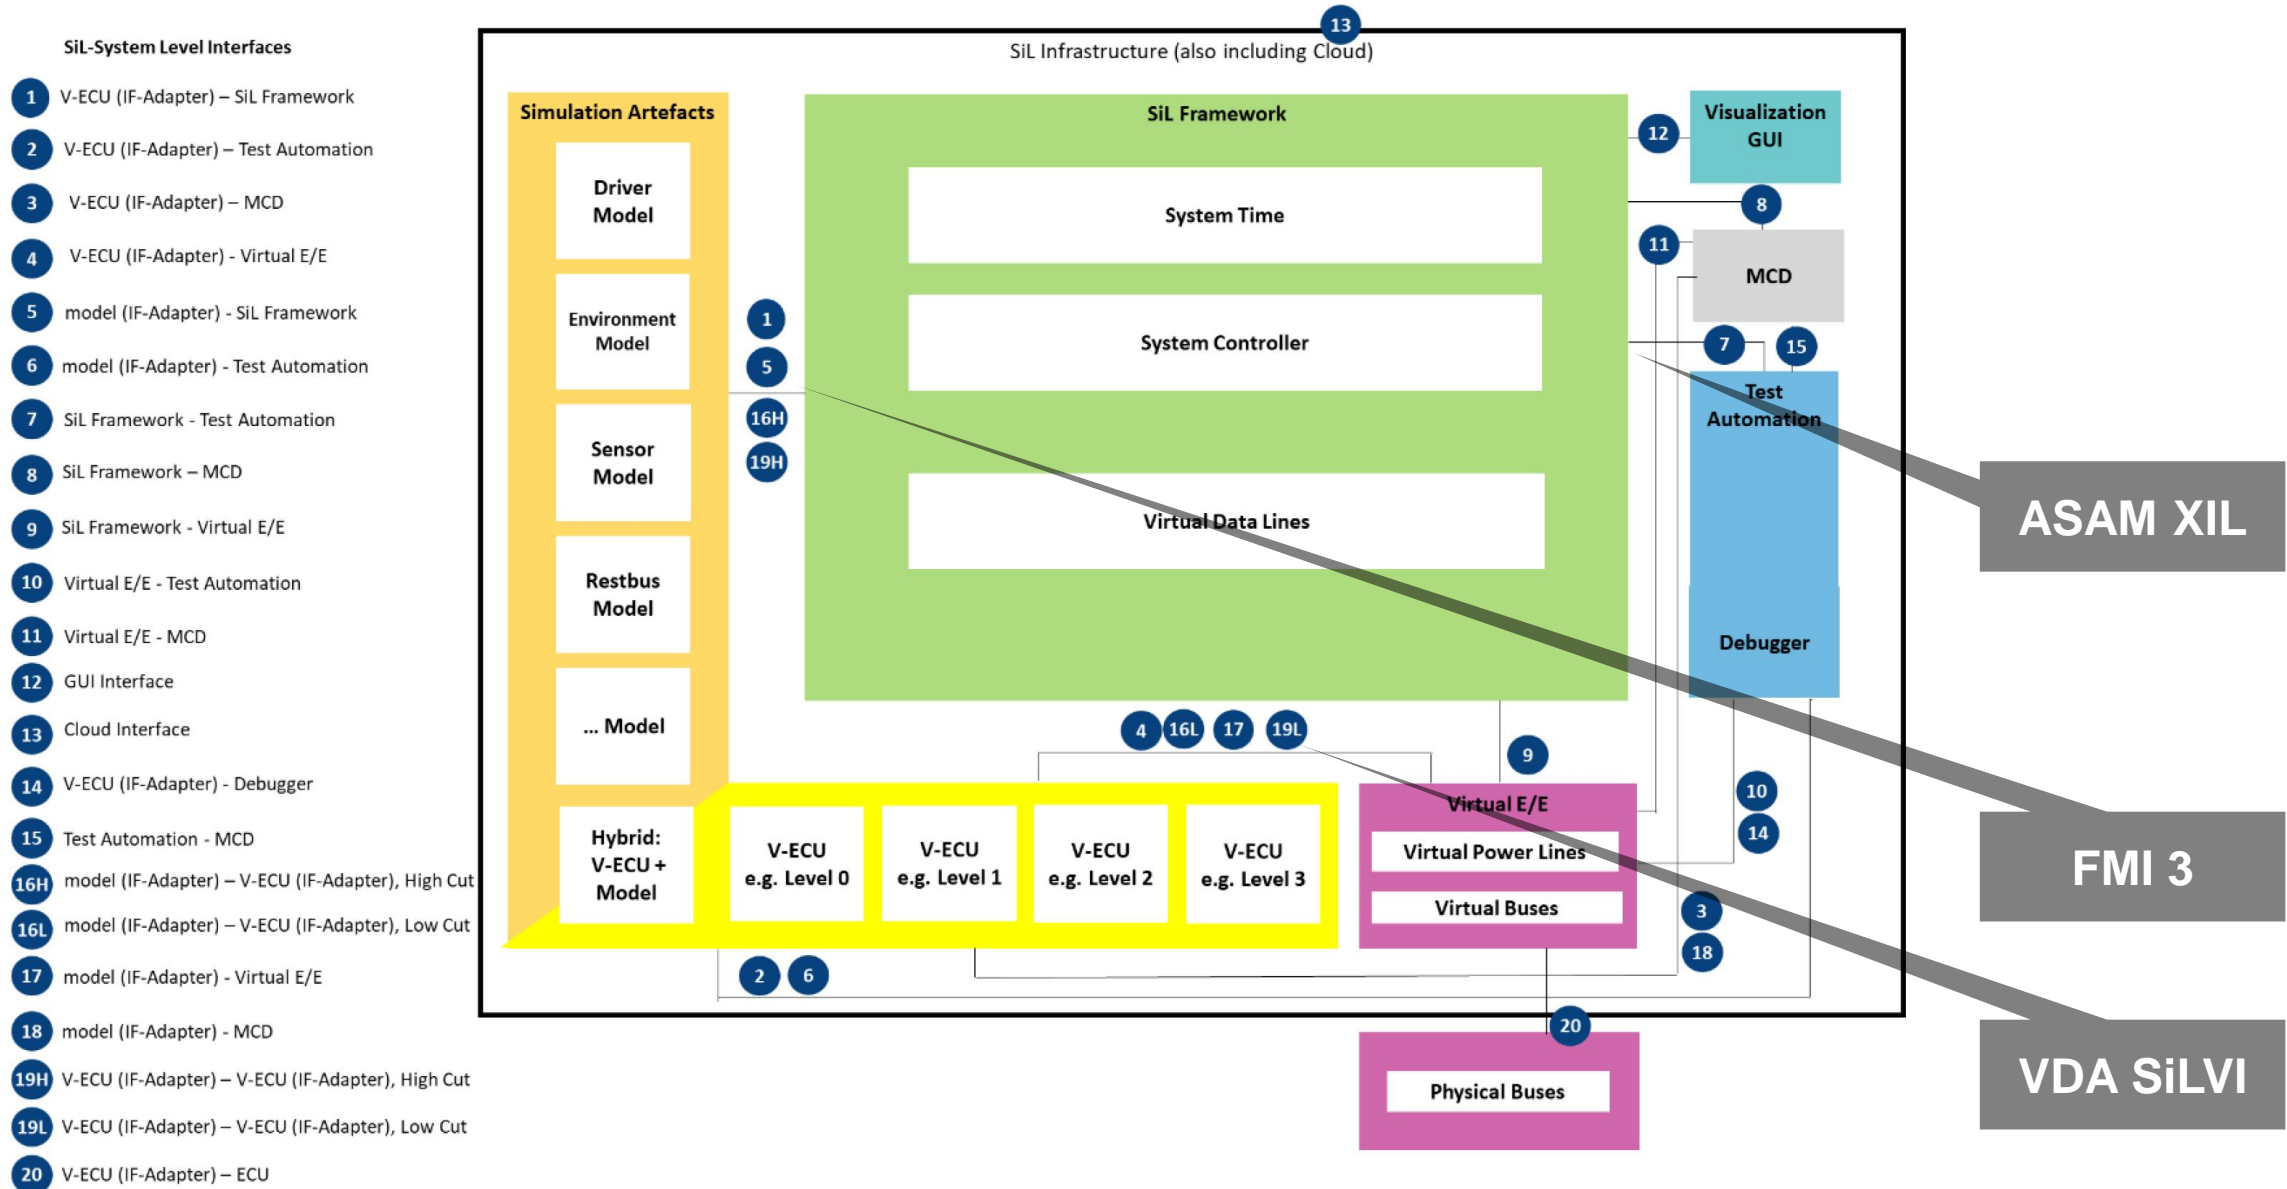 SiL-System Level Interfaces
1 V-ECU (IF-Adapter) – SiL Framework
2 V-ECU (IF-Adapter) – Test Automation
3 V-ECU (IF-Adapter) – MCD
4 V-ECU (IF-Adapter) - Virtual E/E
5 model (IF-Adapter) - SiL Framework
6 model (IF-Adapter) - Test Automation
7 SiL Framework - Test Automation
8 SiL Framework – MCD
9 SiL Framework - Virtual E/E
10 Virtual E/E - Test Automation
11 Virtual E/E - MCD
12 GUI Interface
13 Cloud Interface
14 V-ECU (IF-Adapter) - Debugger
15 Test Automation - MCD
16H model (IF-Adapter) – V-ECU (IF-Adapter), High Cut
16L model (IF-Adapter) – V-ECU (IF-Adapter), Low Cut
17 model (IF-Adapter) - Virtual E/E
18 model (IF-Adapter) - MCD
19H V-ECU (IF-Adapter) – V-ECU (IF-Adapter), High Cut
19L V-ECU (IF-Adapter) – V-ECU (IF-Adapter), Low Cut
20 V-ECU (IF-Adapter) – ECU
13
SiL Infrastructure (also including Cloud)
Simulation Artefacts
Driver
Model
Environment
Model
Sensor
Model
Restbus
Model
... Model
Hybrid:
V-ECU +
Model
1
5
16H
19H
SiL Framework
System Time
System Controller
Virtual Data Lines
12
Visualization
GUI
8
11
MCD
7
15
Test
Automation
Debugger
4
16L
17
19L
9
V-ECU
e.g. Level 0
V-ECU
e.g. Level 1
V-ECU
e.g. Level 2
V-ECU
e.g. Level 3
Virtual E/E
Virtual Power Lines
Virtual Buses
10
14
3
18
2
6
20
Physical Buses
ASAM XIL
FMI 3
VDA SiLVI